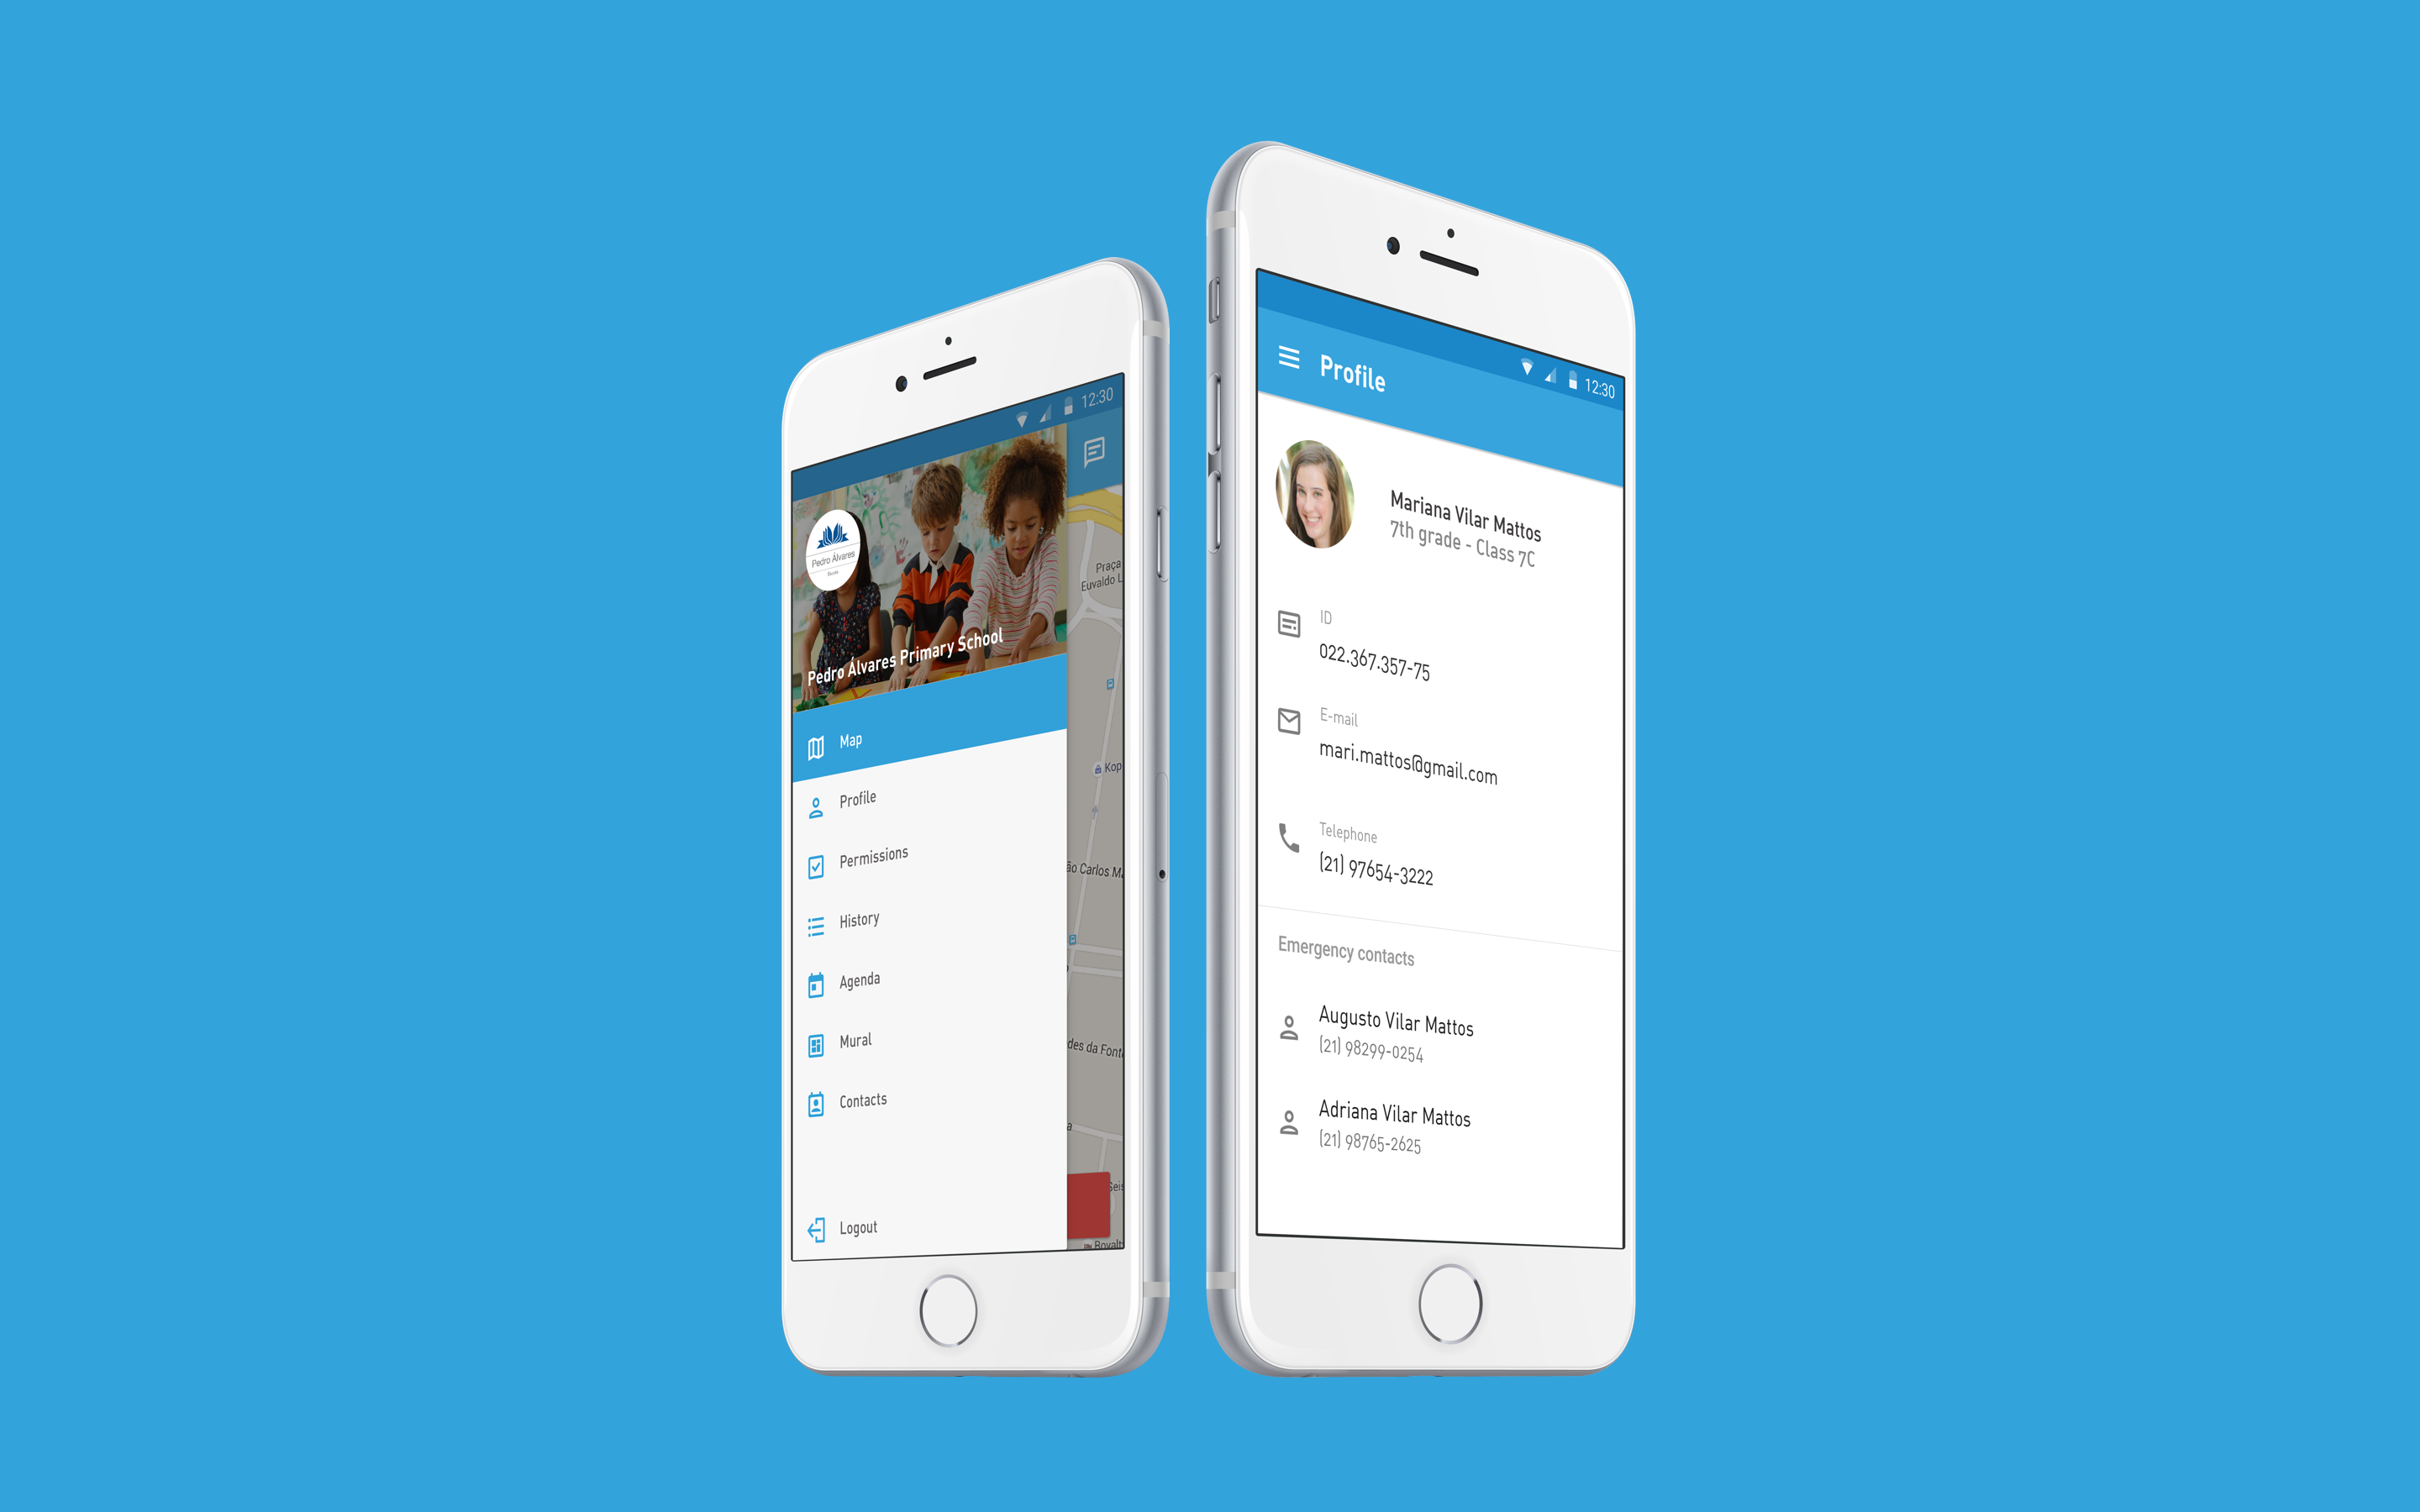 12:30
Pedro Álvares
Escola
Pedro Álvares Primary School
Map
Profile
Permissions
History
Agenda
Mural
Contacts
Logout
Praça
Euvaldo L
Kop
ão Carlos Ma
des da Fonte
a
Seis
Royalt
12:30
Profile
Mariana Vilar Mattos
7th grade - Class 7C
ID
022.367.357-75
E-mail
mari.mattos@gmail.com
Telephone
(21) 97654-3222
Emergency contacts
Augusto Vilar Mattos
(21) 98299-0254
Adriana Vilar Mattos
(21) 98765-2625